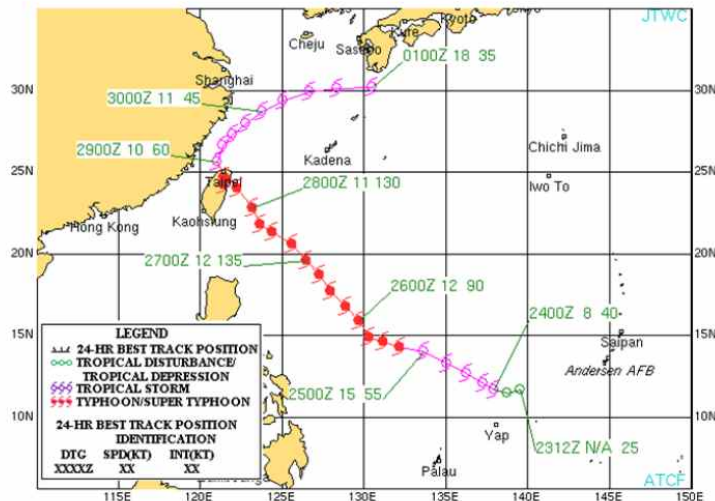 JTWC
Cheju
Sasebo
Kure
Kyoto
0100Z 18 35
Shanghai
30N
3000Z 11 45
Chichi Jima
2900Z 10 60
Kadena
25N
Taipei
2800Z 11 130
Iwo To
Hong Kong
Kaohsiung
20N
2700Z 12 135
2600Z 12 90
2400Z 8 40
15N
15N
Saipan
Andersen AFB
2500Z 15 55
10N
10N
Yap
2312Z N/A 25
Palau
LEGEND
24-HR BEST TRACK POSITION
TROPICAL DISTURBANCE/
TROPICAL DEPRESSION
TROPICAL STORM
TYPHOON/SUPER TYPHOON
24-HR BEST TRACK POSITION
IDENTIFICATION
DTG SPD(KT) INT(KT)
XXXXZ XX XX
ATCF
110E 115E 120E 125E 130E 135E 140E 145E 150E